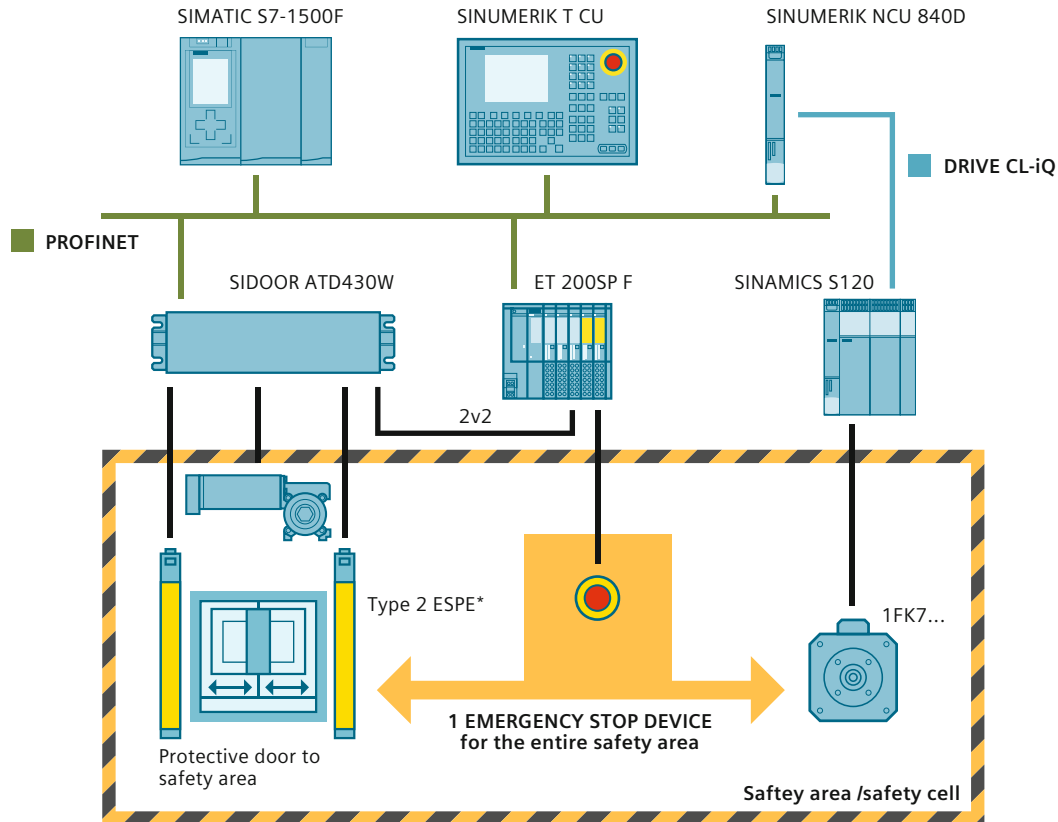 SIMATIC S7-1500F
SINUMERIK T CU
SINUMERIK NCU 840D
DRIVE CL-iQ
PROFINET
SIDOOR ATD430W
ET 200SP F
SINAMICS S120
2v2
Type 2 ESPE*
1FK7...
1 EMERGENCY STOP DEVICE
for the entire safety area
Protective door to
safety area
Saftey area /safety cell